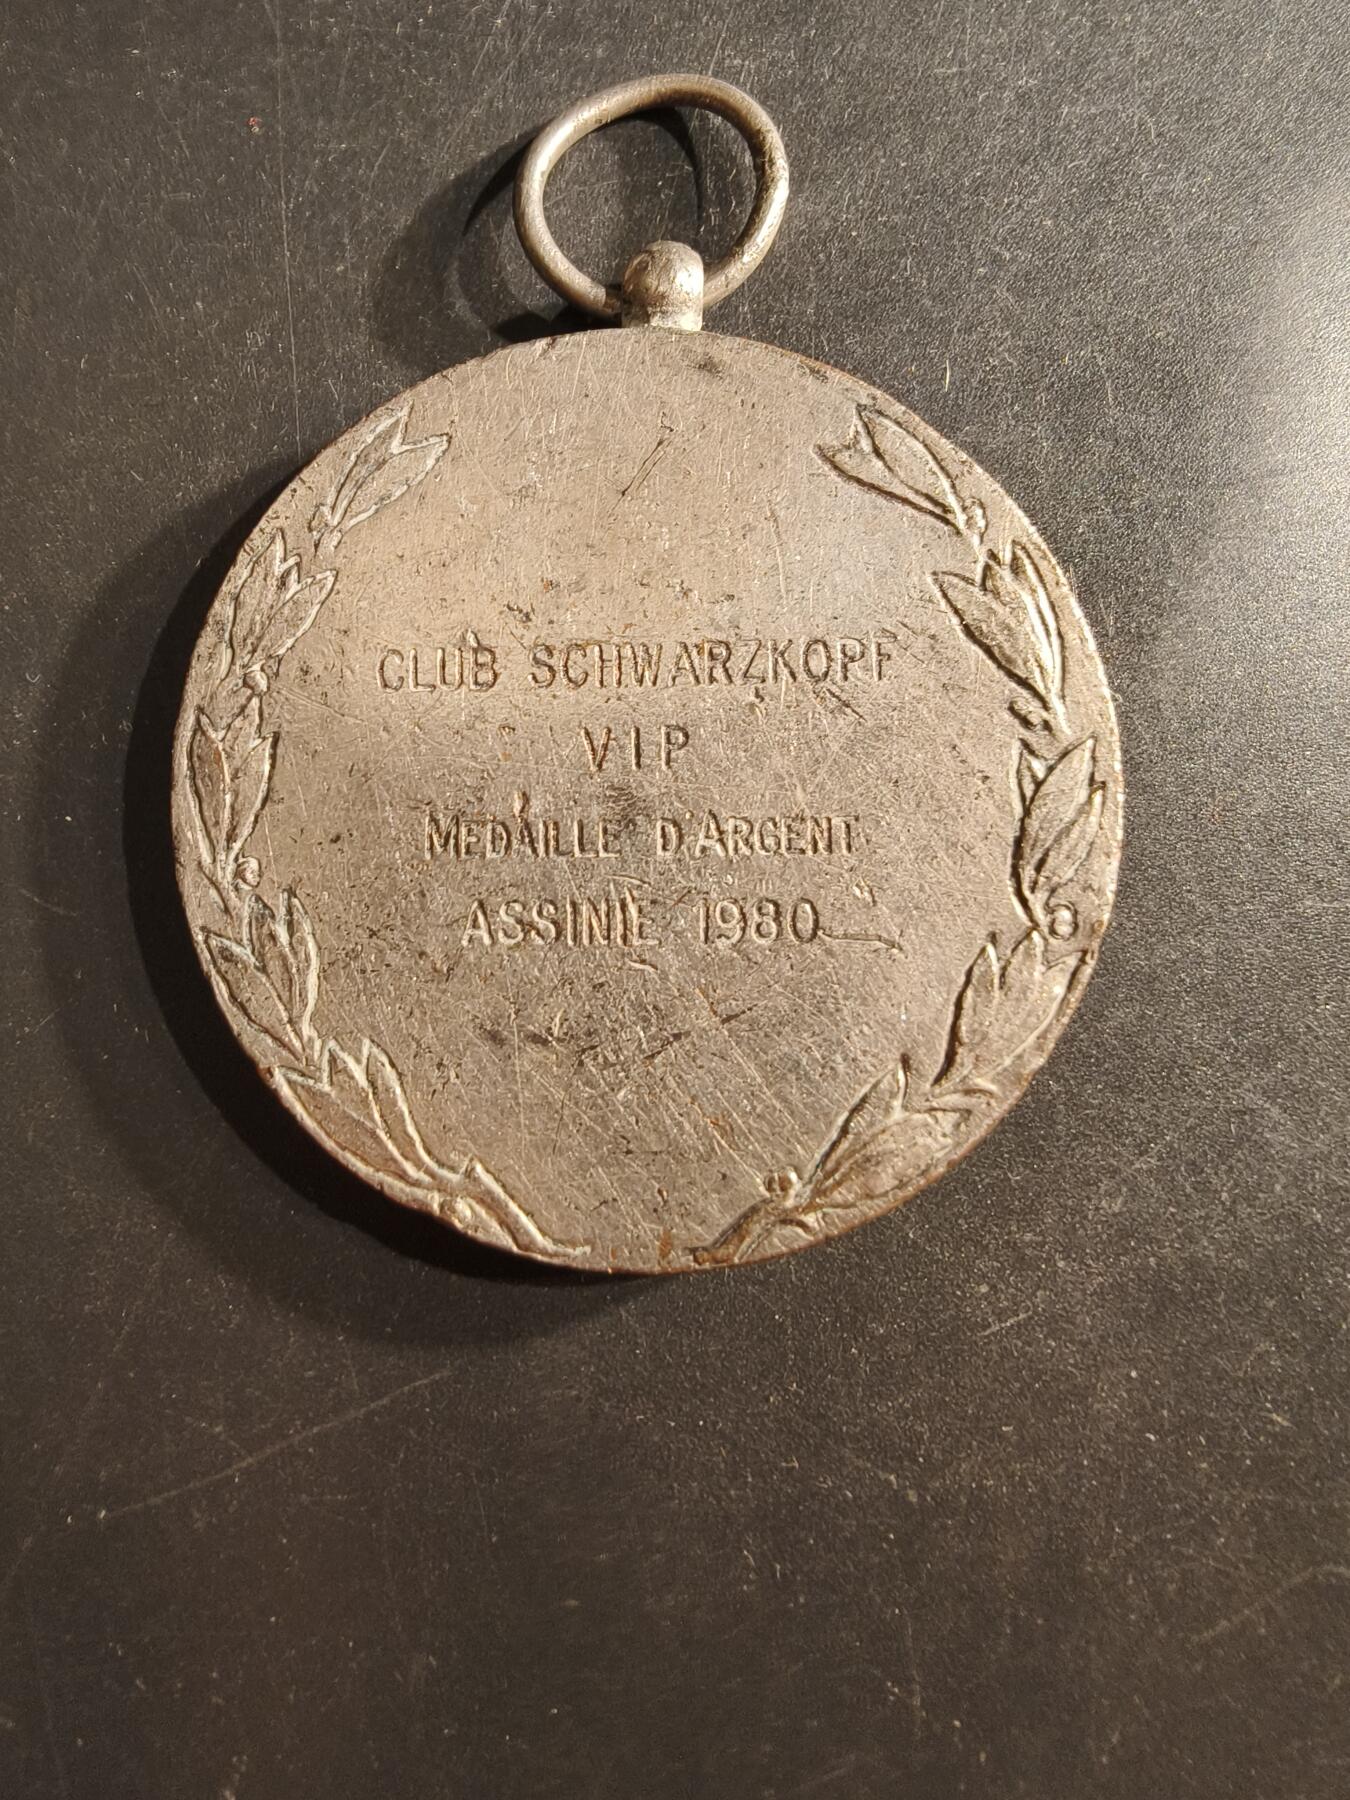 CLUB SCHWARZKOPF
VIP
MEDAILLE D'ARGENT
ASSINIE 1980